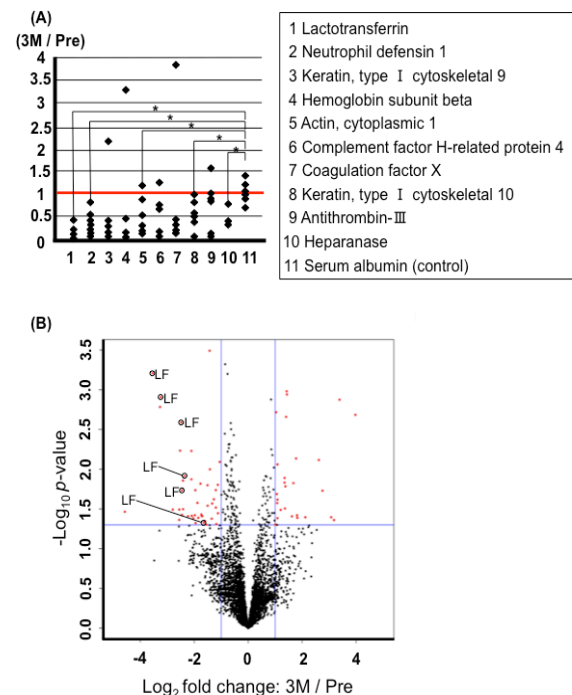 (A)
(3M / Pre)
4
3.5
3
2.5
2
1.5
1
0.5
0
* * * * *
1 2 3 4 5 6 7 8 9 10 11
1 Lactotransferrin
2 Neutrophil defensin 1
3 Keratin, type Ⅰ cytoskeletal 9
4 Hemoglobin subunit beta
5 Actin, cytoplasmic 1
6 Complement factor H-related protein 4
7 Coagulation factor X
8 Keratin, type Ⅰ cytoskeletal 10
9 Antithrombin-Ⅲ
10 Heparanase
11 Serum albumin (control)
(B)
-Log10 p-value
3.5
3.0
2.5
2.0
1.5
1.0
0.5
0.0
LF
LF
LF
LF
LF
LF
-4 -2 0 2 4
Log2 fold change: 3M / Pre